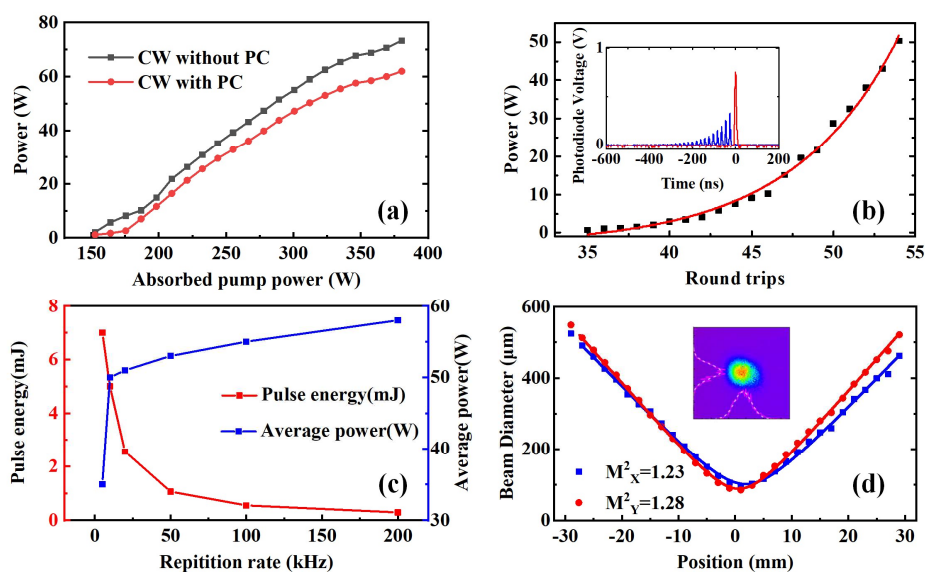 80
60
40
20
0
Power (W)
CW without PC
CW with PC
(a)
100 150 200 250 300 350 400
Absorbed pump power (W)
50
40
30
20
10
0
Power (W)
1
0
Photodiode Voltage (V)
-600 -400 -200 0 200
Time (ns)
(b)
35 40 45 50 55
Round trips
8
7
6
5
4
3
2
1
0
Pulse energy(mJ)
Pulse energy(mJ)
Average power(W)
(c)
60
50
40
30
Average power(W)
0 50 100 150 200
Repitition rate (kHz)
600
400
200
0
Beam Diameter (μm)
M²X=1.23
M²Y=1.28
(d)
-30 -20 -10 0 10 20 30
Position (mm)